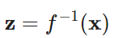 𝐳 = f⁻¹(𝐱)